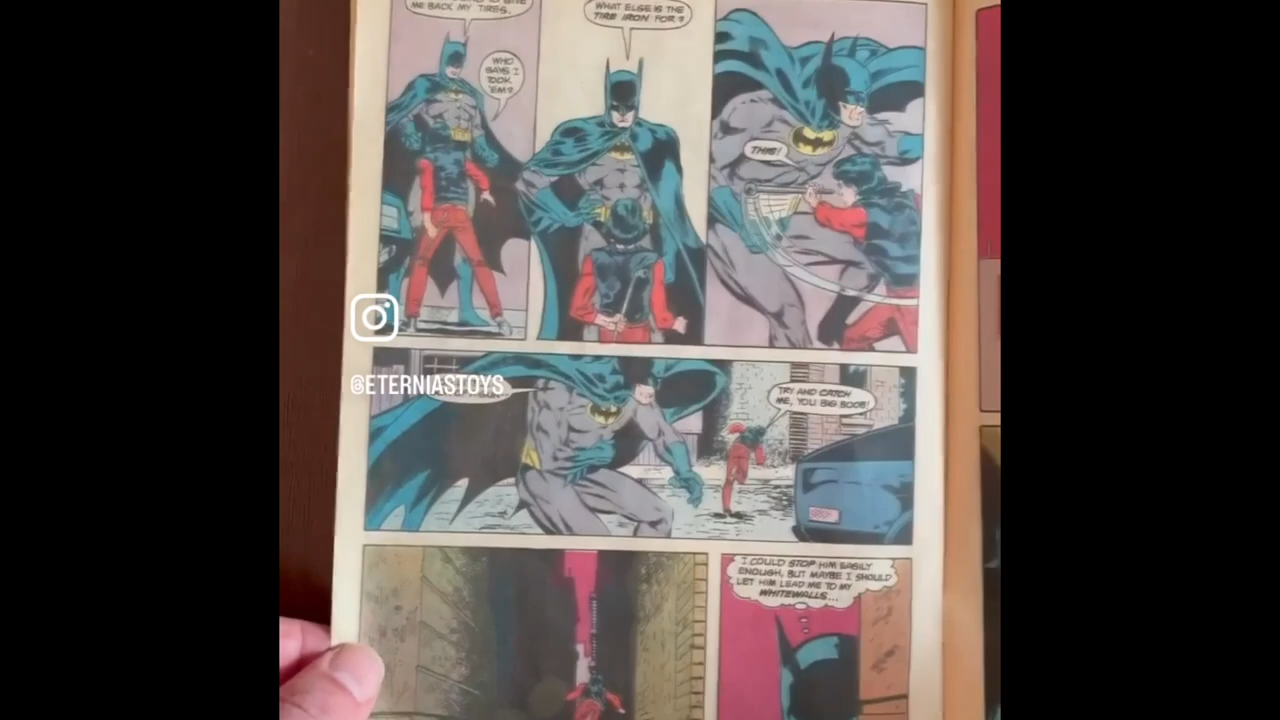 ME BACK MY TIRES.
WHO
SAYS I
TOOK
'EM?
WHAT ELSE IS THE
TIRE IRON FOR?
THIS!
@ETERNIASTOYS
TRY AND CATCH
ME, YOU BIG BOOB!
I COULD STOP HIM EASILY
ENOUGH, BUT MAYBE I SHOULD
LET HIM LEAD ME TO MY
WHITEWALLS...